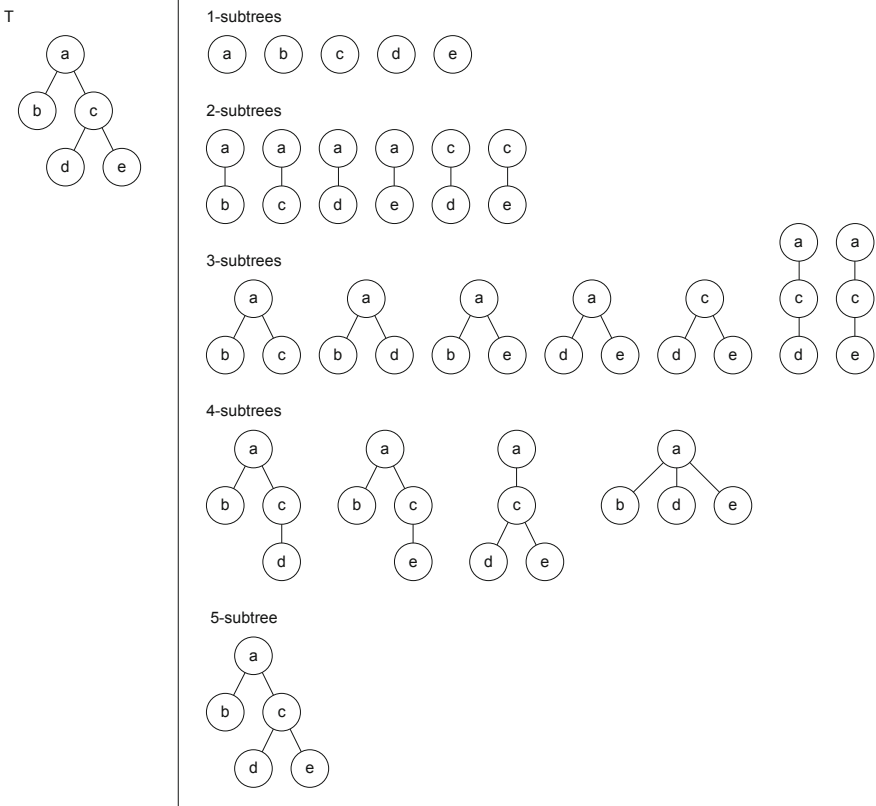 T
a
b c
d e
1-subtrees
a b c d e
2-subtrees
a a a a c c
b c d e d e
3-subtrees
a a
a a a a c c c
b c b d b e d e d e d e
4-subtrees
a a a a
b c b c c b d e
d e d e
5-subtree
a
b c
d e